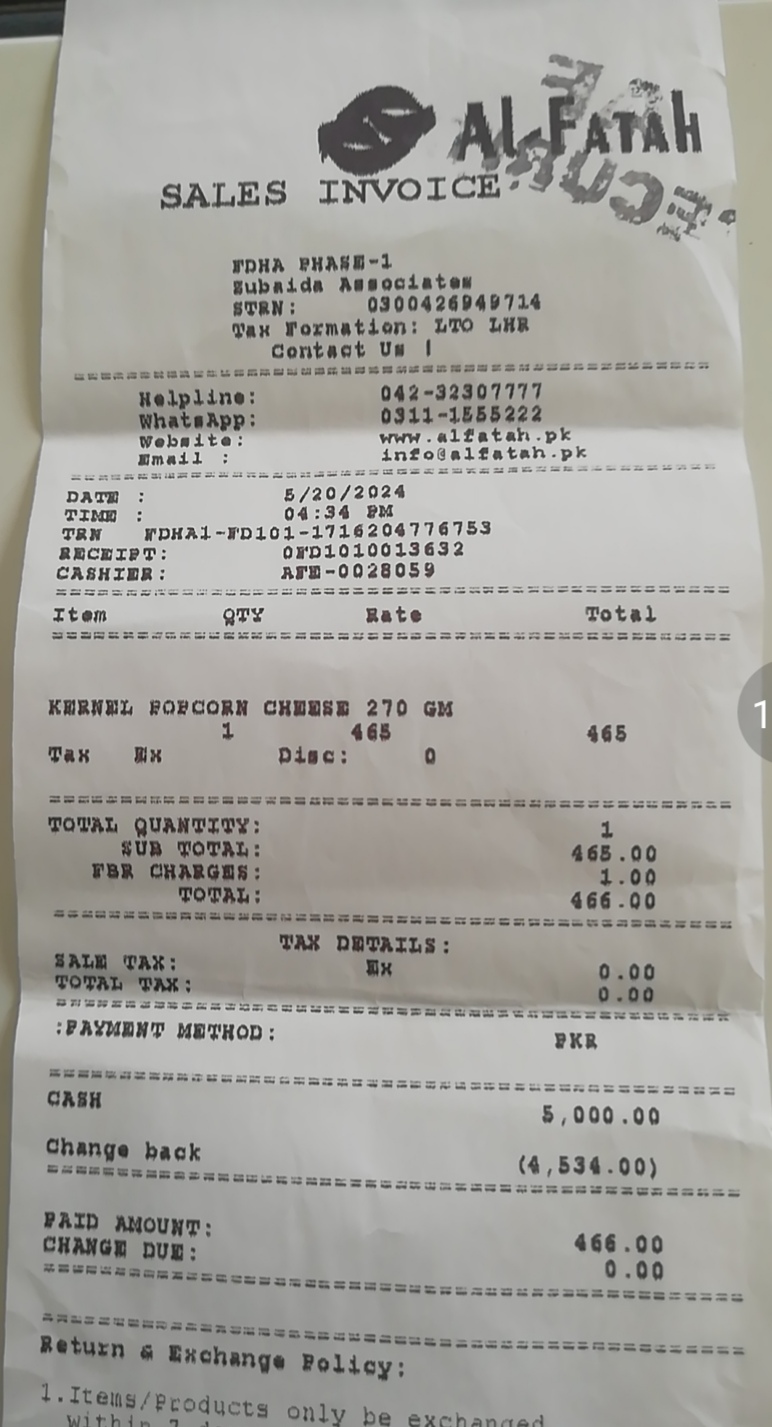 AL-FATAH
SALES INVOICE
FDHA PHASE-1
Zubaida Associates
STRN: 0300426949714
Tax Formation: LTO LHR
Contact Us |
Helpline: 042-32307777
WhatsApp: 0311-1555222
Website: www.alfatah.pk
Email : info@alfatah.pk
DATE : 5/20/2024
TIME : 04:34 PM
TRN FDHA1-FD101-1716204776753
RECEIPT: 0FD1010013632
CASHIER: AFE-0028059
Item QTY Rate Total
KERNEL POPCORN CHEESE 270 GM
1 465 465
Tax Ex Disc: 0
TOTAL QUANTITY: 1
SUB TOTAL: 465.00
FBR CHARGES: 1.00
TOTAL: 466.00
TAX DETAILS:
SALE TAX: Ex 0.00
TOTAL TAX: 0.00
:PAYMENT METHOD: PKR
CASH 5,000.00
Change back (4,534.00)
PAID AMOUNT: 466.00
CHANGE DUE: 0.00
Return & Exchange Policy:
1.Items/Products only be exchanged
within 7
1